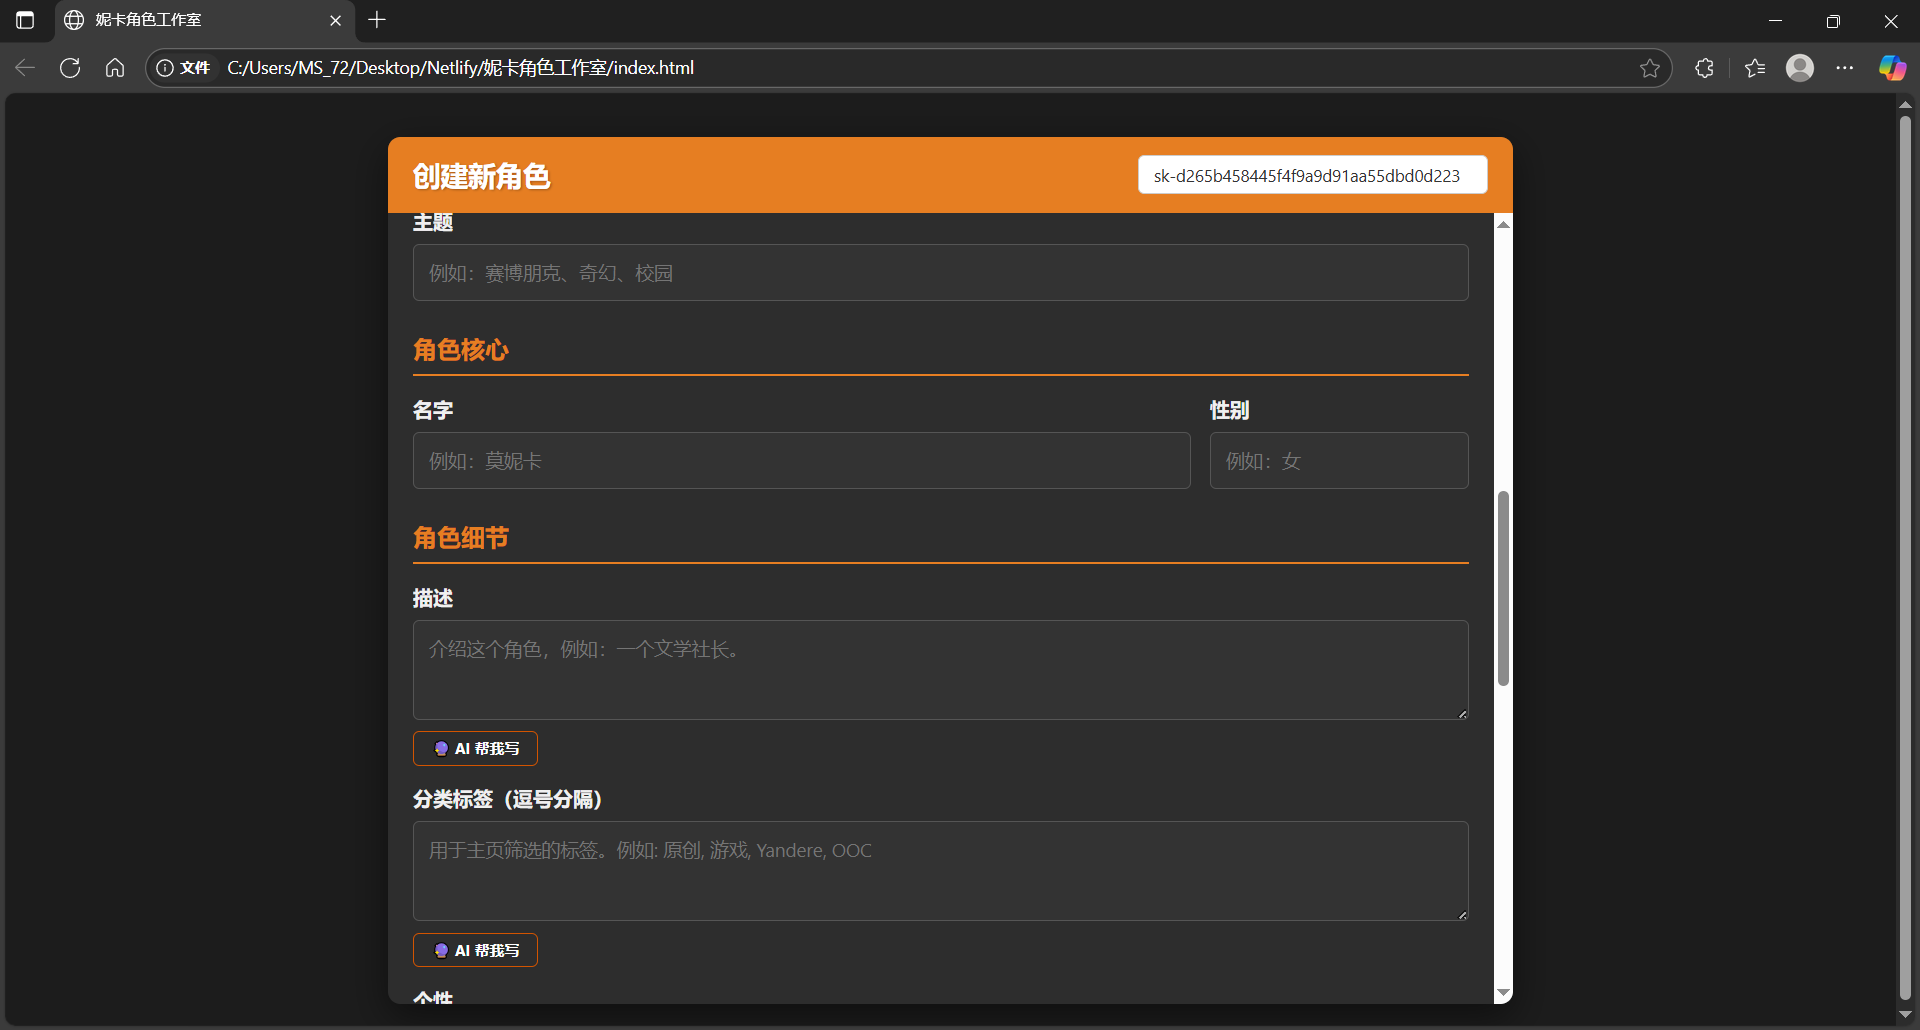 妮卡角色工作室
文件 C:/Users/MS_72/Desktop/Netlify/妮卡角色工作室/index.html
创建新角色
sk-d265b458445f4f9a9d91aa55dbd0d223
主题
例如：赛博朋克、奇幻、校园
角色核心
名字 性别
例如：莫妮卡 例如：女
角色细节
描述
介绍这个角色，例如：一个文学社长。
AI 帮我写
分类标签（逗号分隔）
用于主页筛选的标签。例如: 原创, 游戏, Yandere, OOC
AI 帮我写
个性